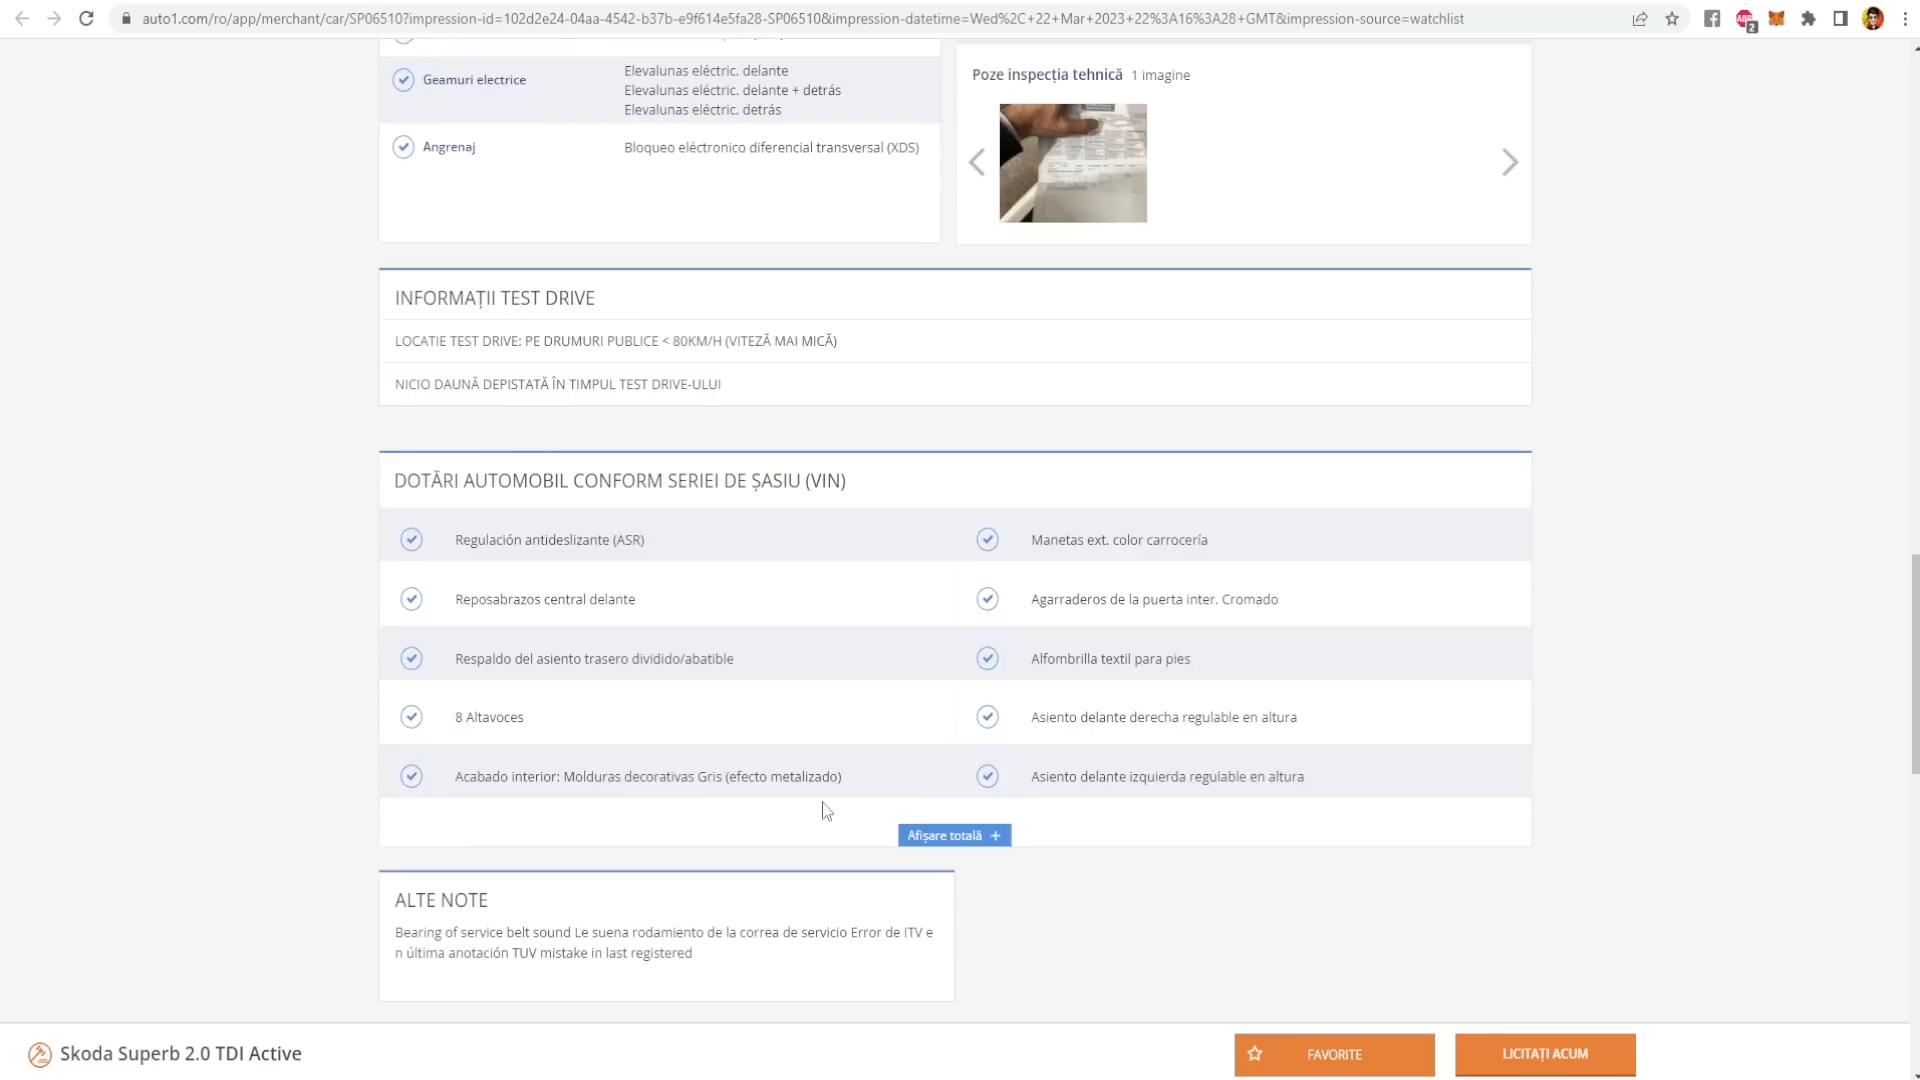 auto1.com/ro/app/merchant/car/SP06510?impression-id=102d2e24-04aa-4542-b37b-e9f614e5fa28-SP06510&impression-datetime=Wed%2C+22+Mar+2023+22%3A16%3A28+GMT&impression-source=watchlist
2
Geamuri electrice
Elevalunas eléctric. delante
Elevalunas eléctric. delante + detrás
Elevalunas eléctric. detrás
Angrenaj
Bloqueo eléctronico diferencial transversal (XDS)
Poze inspecția tehnică 1 imagine
INFORMAȚII TEST DRIVE
LOCATIE TEST DRIVE: PE DRUMURI PUBLICE < 80KM/H (VITEZĂ MAI MICĂ)
NICIO DAUNĂ DEPISTATĂ ÎN TIMPUL TEST DRIVE-ULUI
DOTĂRI AUTOMOBIL CONFORM SERIEI DE ȘASIU (VIN)
Regulación antideslizante (ASR)
Manetas ext. color carrocería
Reposabrazos central delante
Agarraderos de la puerta inter. Cromado
Respaldo del asiento trasero dividido/abatible
Alfombrilla textil para pies
8 Altavoces
Asiento delante derecha regulable en altura
Acabado interior: Molduras decorativas Gris (efecto metalizado)
Asiento delante izquierda regulable en altura
Afișare totală +
ALTE NOTE
Bearing of service belt sound Le suena rodamiento de la correa de servicio Error de ITV e
n última anotación TUV mistake in last registered
Skoda Superb 2.0 TDI Active
FAVORITE
LICITAȚI ACUM